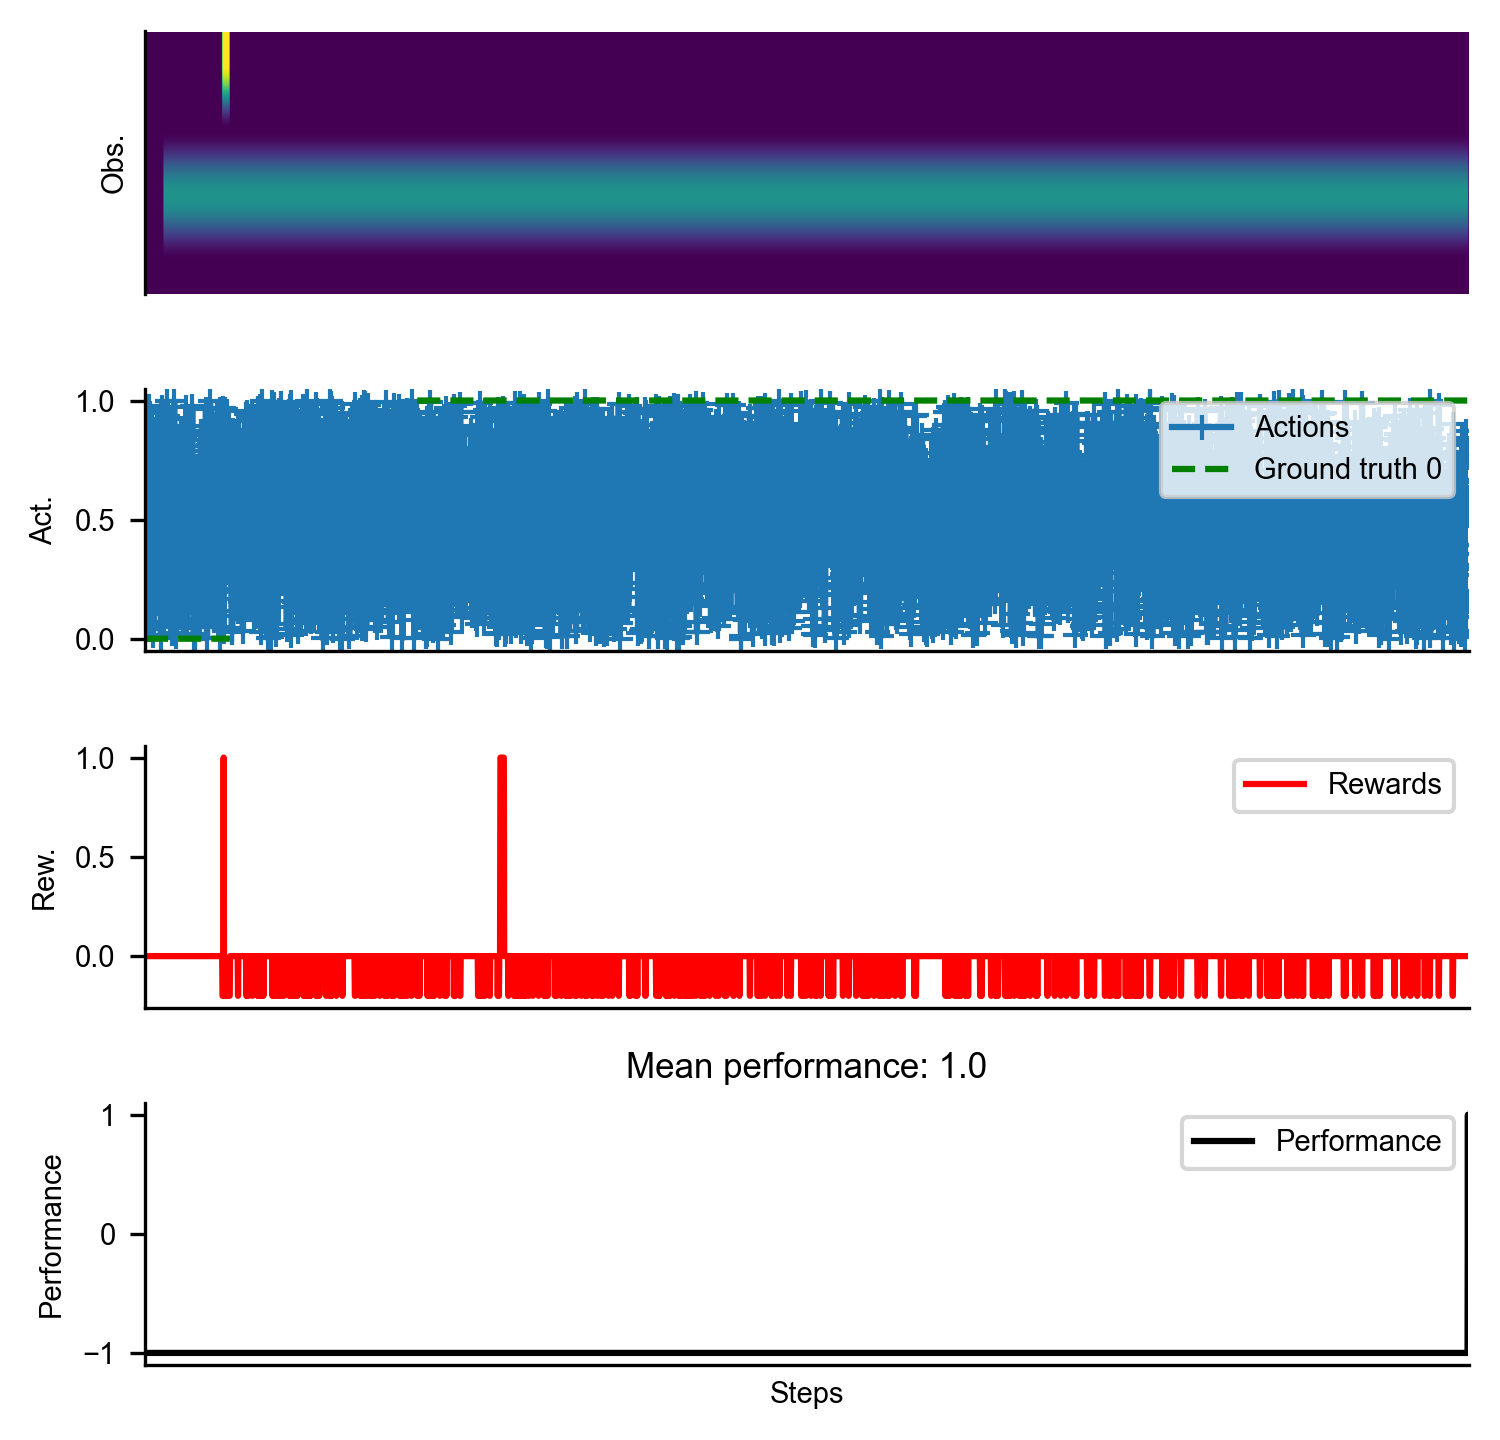 Obs.
1.0
0.5
0.0
Act.
Actions
Ground truth 0
1.0
0.5
0.0
Rew.
Rewards
Mean performance: 1.0
1
0
−1
Performance
Performance
Steps